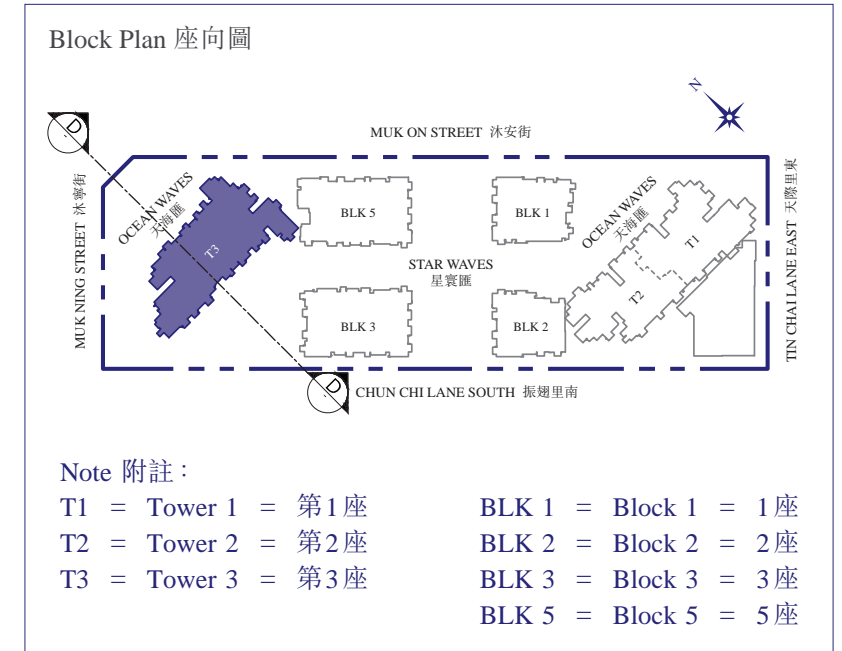 Block Plan 座向圖
N
D
MUK ON STREET 沐安街
MUK NING STREET 沐寧街
OCEAN WAVES
天海匯
T3
BLK 5
BLK 1
OCEAN WAVES
天海匯
T1
T2
TIN CHAI LANE EAST 天際里東
STAR WAVES
星寰匯
BLK 3
BLK 2
D
CHUN CHI LANE SOUTH 振翅里南
Note 附註：
T1 = Tower 1 = 第1座
T2 = Tower 2 = 第2座
T3 = Tower 3 = 第3座
BLK 1 = Block 1 = 1座
BLK 2 = Block 2 = 2座
BLK 3 = Block 3 = 3座
BLK 5 = Block 5 = 5座